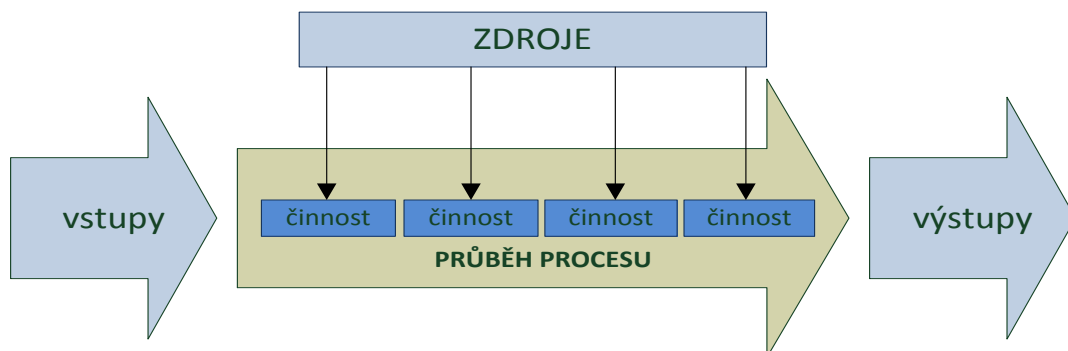 ZDROJE
vstupy
činnost
činnost
činnost
činnost
PRŮBĚH PROCESU
výstupy